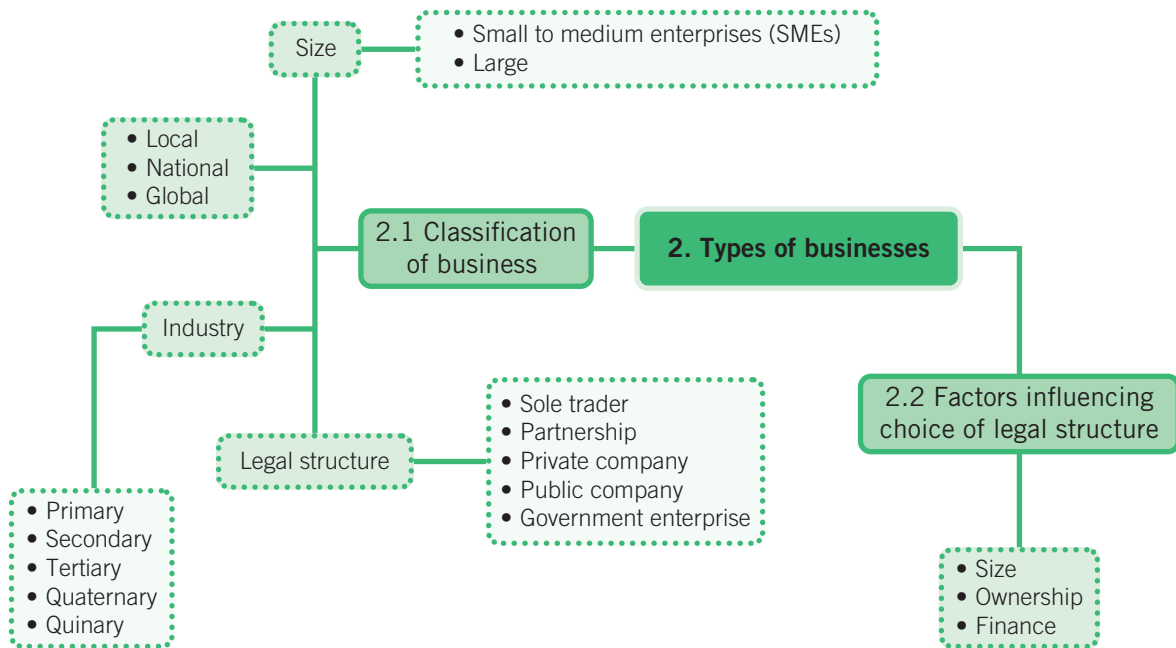 Size
• Small to medium enterprises (SMEs)
• Large
• Local
• National
• Global
2.1 Classification
of business
2. Types of businesses
Industry
2.2 Factors influencing
choice of legal structure
Legal structure
• Sole trader
• Partnership
• Private company
• Public company
• Government enterprise
• Primary
• Secondary
• Tertiary
• Quaternary
• Quinary
• Size
• Ownership
• Finance